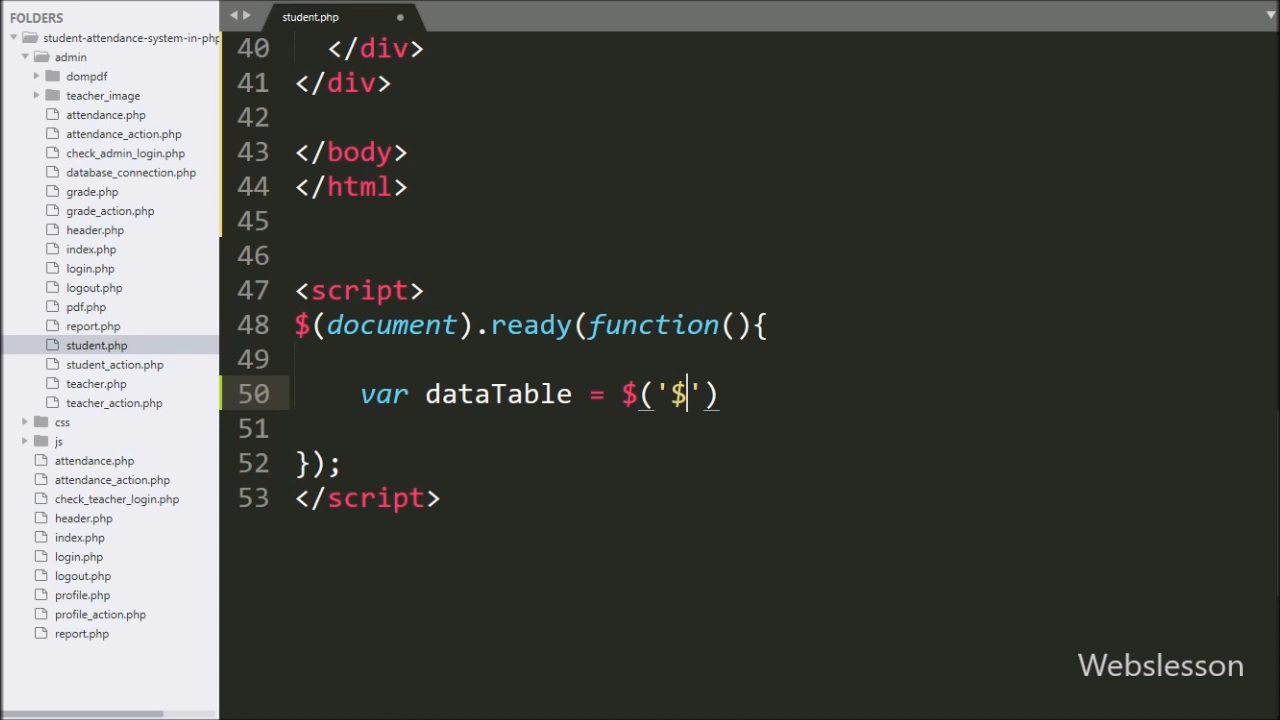 FOLDERS
student-attendance-system-in-php
admin
dompdf
teacher_image
attendance.php
attendance_action.php
check_admin_login.php
database_connection.php
grade.php
grade_action.php
header.php
index.php
login.php
logout.php
pdf.php
report.php
student.php
student_action.php
teacher.php
teacher_action.php
css
js
attendance.php
attendance_action.php
check_teacher_login.php
header.php
index.php
login.php
logout.php
profile.php
profile_action.php
report.php
student.php
40 </div>
41 </div>
42
43 </body>
44 </html>
45
46
47 <script>
48 $(document).ready(function(){
49
50 var dataTable = $('$')
51
52 });
53 </script>
Webslesson